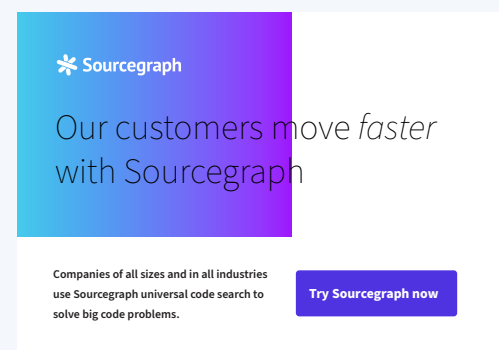 Sourcegraph
Our customers move faster
with Sourcegraph
Companies of all sizes and in all industries
use Sourcegraph universal code search to
solve big code problems.
Try Sourcegraph now